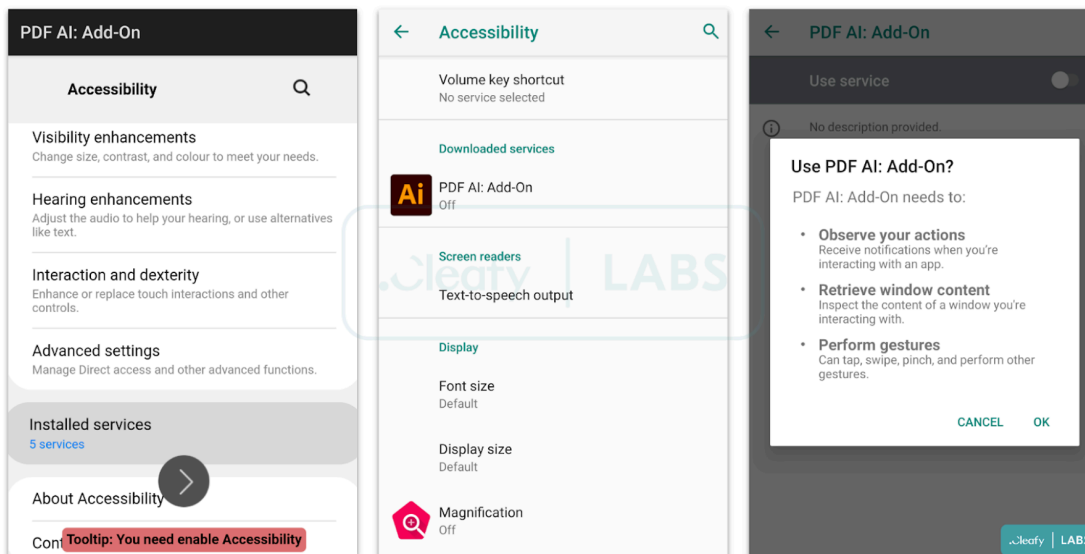 PDF AI: Add-On
Accessibility
Visibility enhancements
Change size, contrast, and colour to meet your needs.
Hearing enhancements
Adjust the audio to help your hearing, or use alternatives
like text.
Interaction and dexterity
Enhance or replace touch interactions and other
controls.
Advanced settings
Manage Direct access and other advanced functions.
Installed services
5 services
About Accessibility
Tooltip: You need enable Accessibility
Accessibility
Volume key shortcut
No service selected
Downloaded services
Ai
PDF AI: Add-On
Off
Screen readers
Text-to-speech output
Display
Font size
Default
Display size
Default
Magnification
Off
.Cleafy | LABS
PDF AI: Add-On
Use service
No description provided.
Use PDF AI: Add-On?
PDF AI: Add-On needs to:
• Observe your actions
Receive notifications when you're
interacting with an app.
• Retrieve window content
Inspect the content of a window you're
interacting with.
• Perform gestures
Can tap, swipe, pinch, and perform other
gestures.
CANCEL OK
.Cleafy | LABS